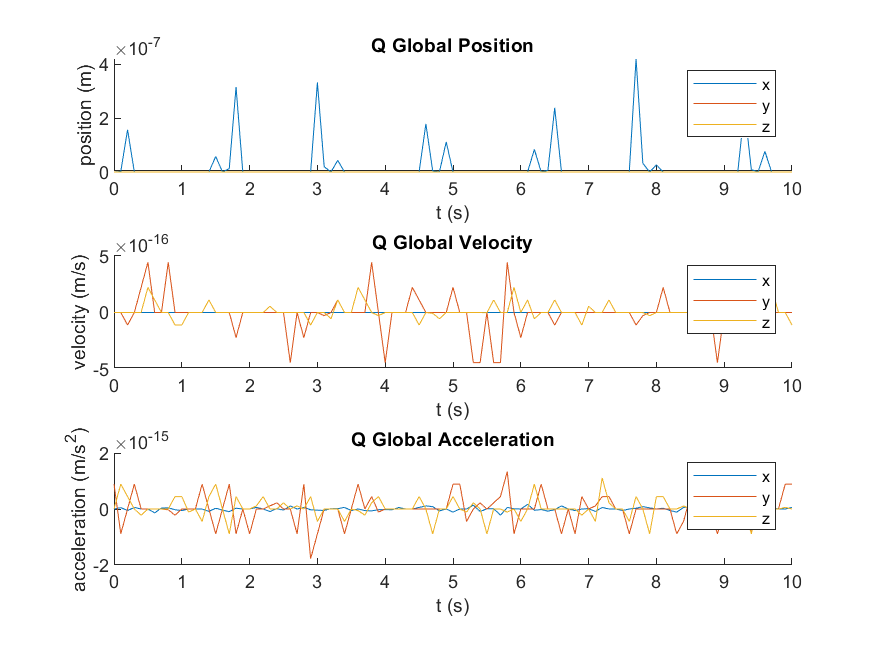 Q Global Position
×10-7
position (m)
4
2
0
x
y
z
0 1 2 3 4 5 6 7 8 9 10
t (s)
Q Global Velocity
×10-16
velocity (m/s)
5
0
-5
x
y
z
0 1 2 3 4 5 6 7 8 9 10
t (s)
Q Global Acceleration
×10-15
acceleration (m/s2)
2
0
-2
x
y
z
0 1 2 3 4 5 6 7 8 9 10
t (s)